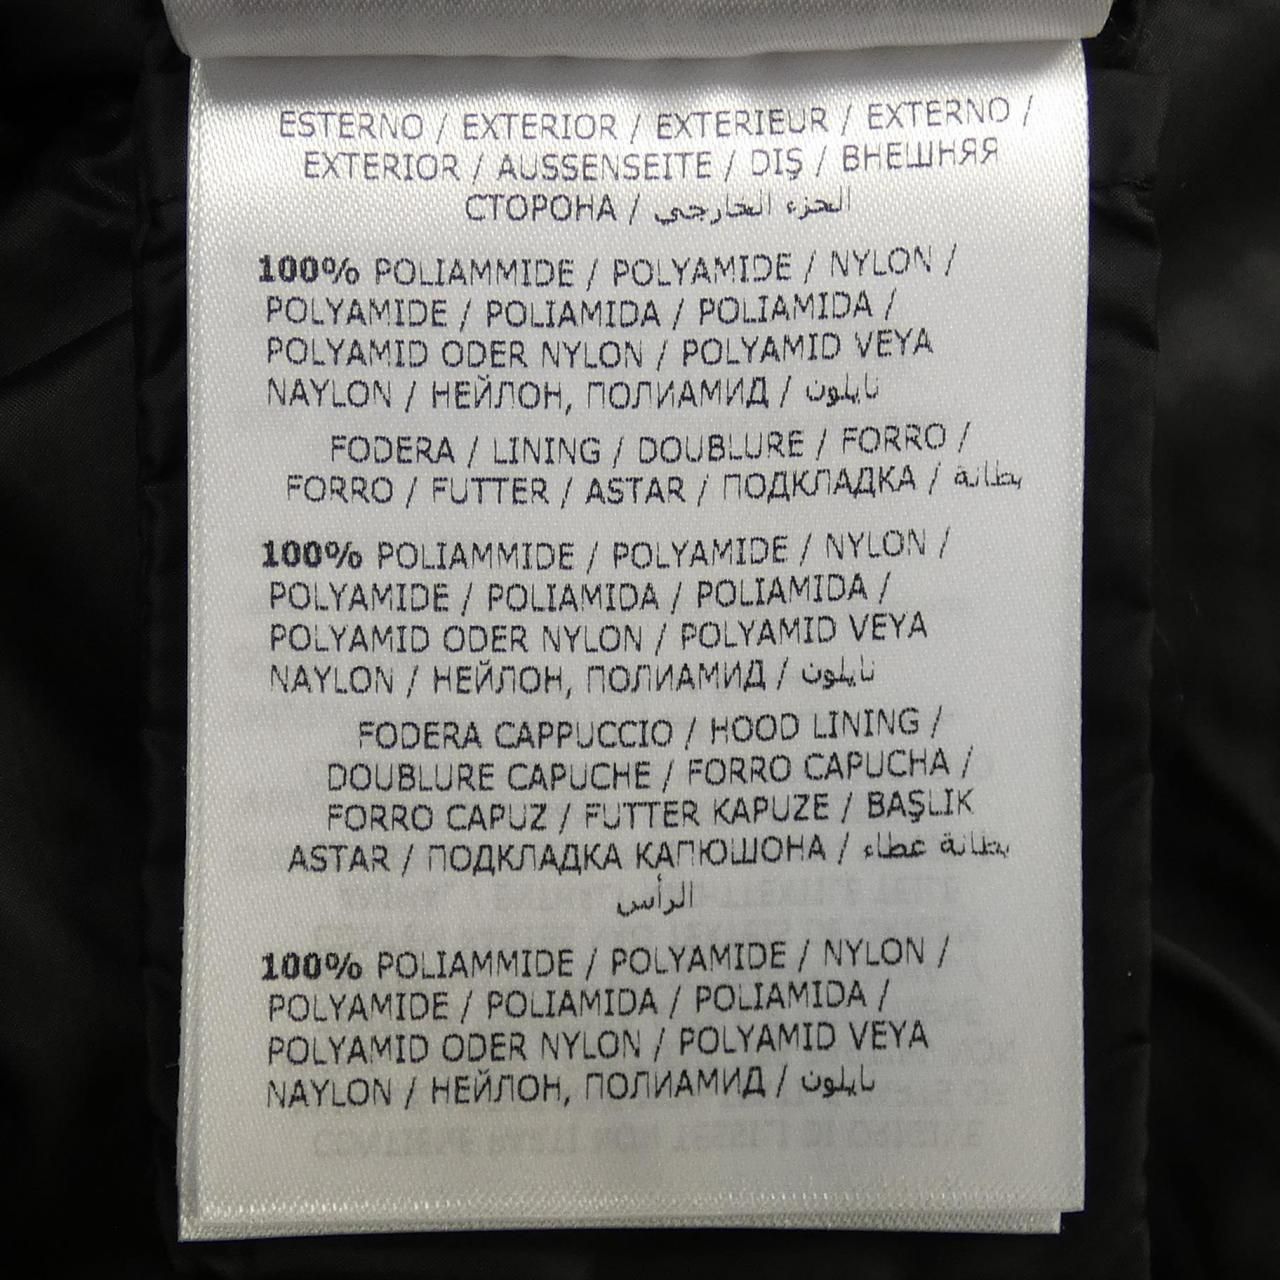 ESTERNO / EXTERIOR / EXTERIEUR / EXTERNO /
EXTERIOR / AUSSENSEITE / DIŞ / ВНЕШНЯЯ
СТОРОНА / الجزء الخارجي
100% POLIAMMIDE / POLYAMIDE / NYLON /
POLYAMIDE / POLIAMIDA / POLIAMIDA /
POLYAMID ODER NYLON / POLYAMID VEYA
NAYLON / НЕЙЛОН, ПОЛИАМИД / نايلون
FODERA / LINING / DOUBLURE / FORRO /
FORRO / FUTTER / ASTAR / ПОДКЛАДКА / بطانة
100% POLIAMMIDE / POLYAMIDE / NYLON /
POLYAMIDE / POLIAMIDA / POLIAMIDA /
POLYAMID ODER NYLON / POLYAMID VEYA
NAYLON / НЕЙЛОН, ПОЛИАМИД / نايلون
FODERA CAPPUCCIO / HOOD LINING /
DOUBLURE CAPUCHE / FORRO CAPUCHA /
FORRO CAPUZ / FUTTER KAPUZE / BAŞLIK
ASTAR / ПОДКЛАДКА КАПЮШОНА / بطانة غطاء
الرأس
100% POLIAMMIDE / POLYAMIDE / NYLON /
POLYAMIDE / POLIAMIDA / POLIAMIDA /
POLYAMID ODER NYLON / POLYAMID VEYA
NAYLON / НЕЙЛОН, ПОЛИАМИД / نايلون